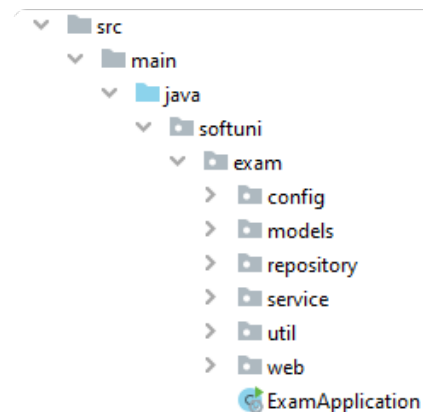 src
main
java
softuni
exam
config
models
repository
service
util
web
ExamApplication